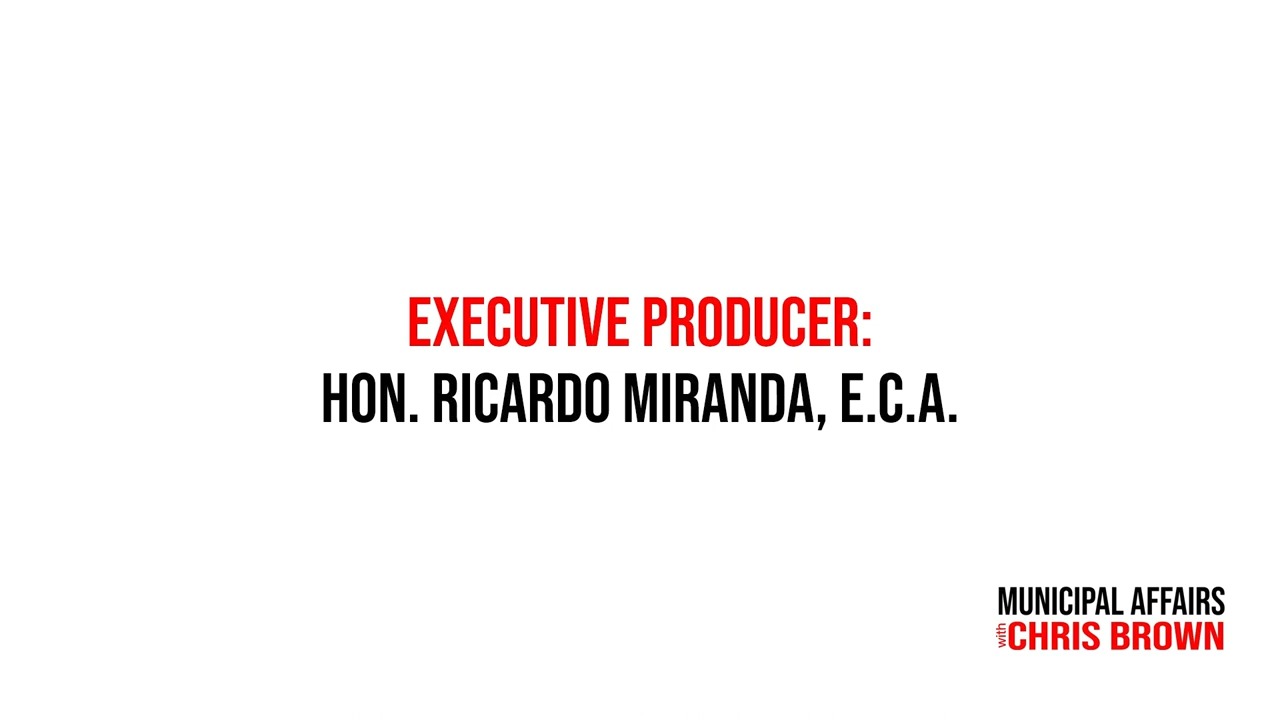 EXECUTIVE PRODUCER:
HON. RICARDO MIRANDA, E.C.A.
MUNICIPAL AFFAIRS
with CHRIS BROWN